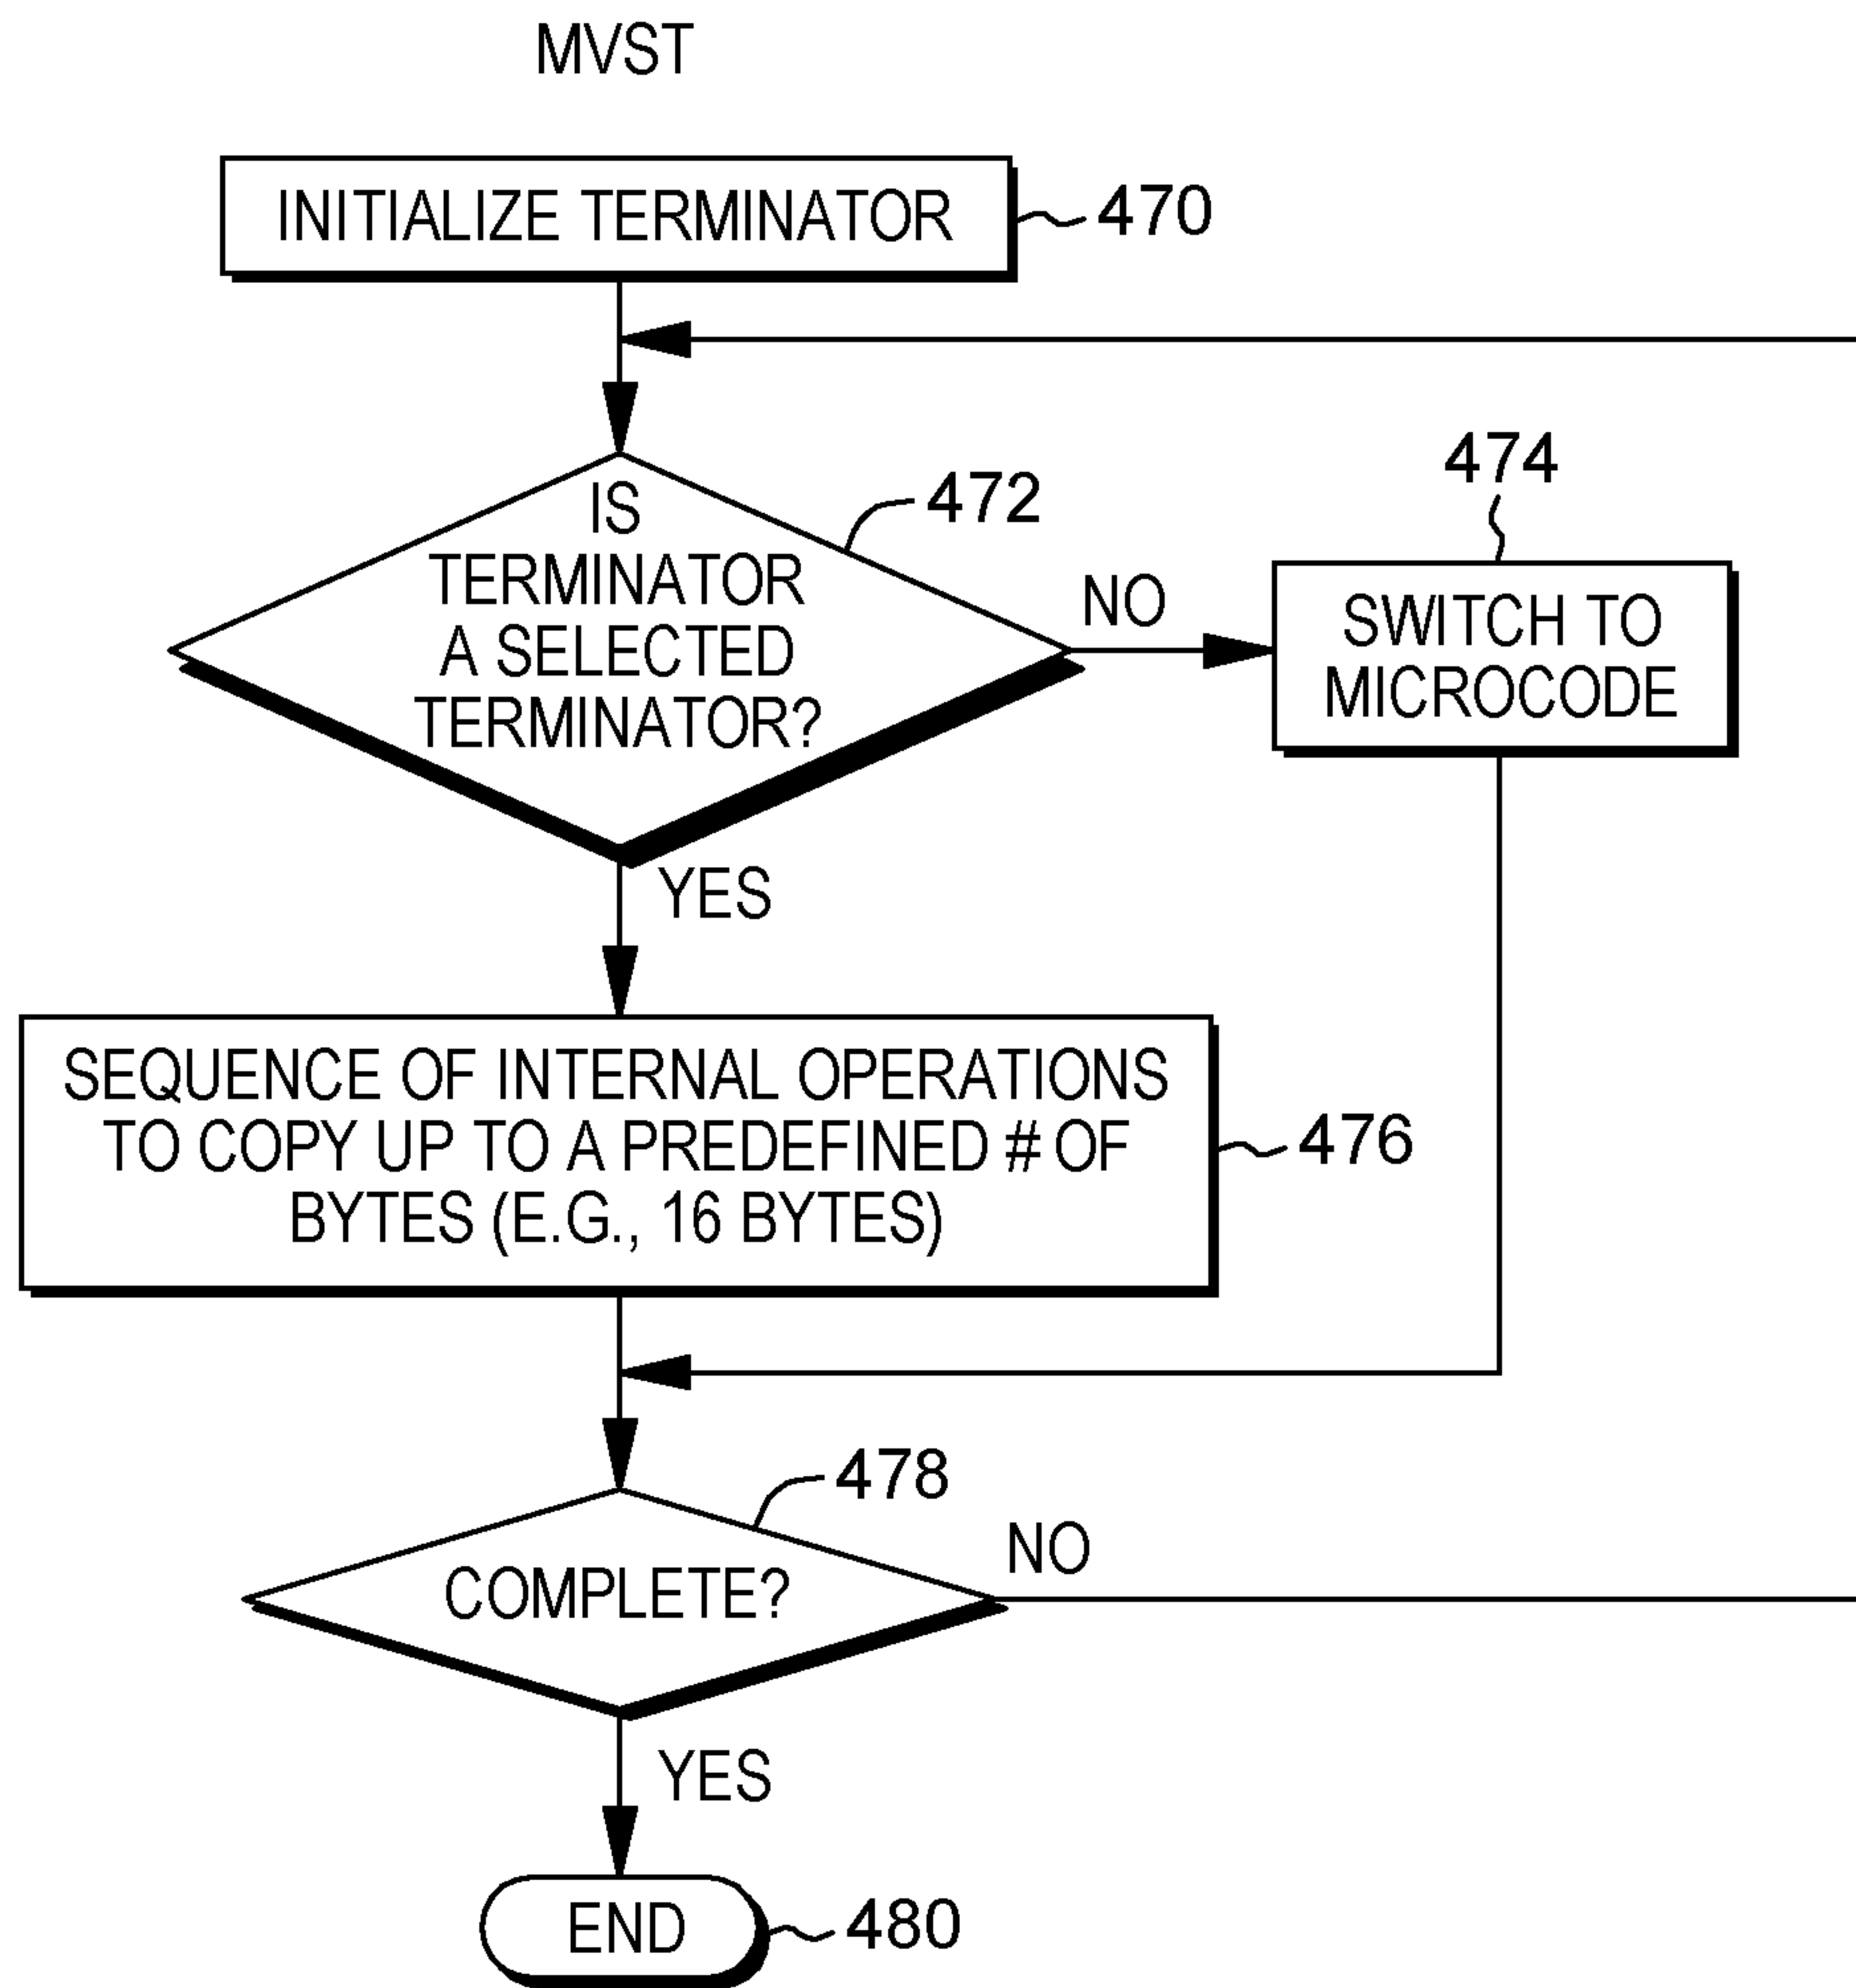 MVST
INITIALIZE TERMINATOR
470
IS
TERMINATOR
A SELECTED
TERMINATOR?
472
NO
474
SWITCH TO
MICROCODE
YES
SEQUENCE OF INTERNAL OPERATIONS
TO COPY UP TO A PREDEFINED # OF
BYTES (E.G., 16 BYTES)
476
478
COMPLETE?
NO
YES
END
480